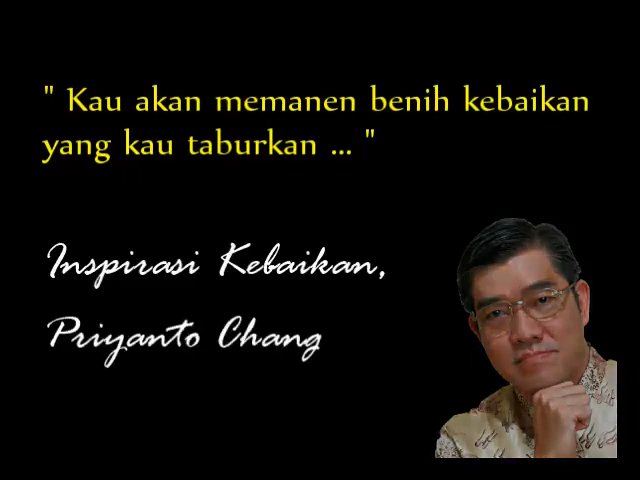 " Kau akan memanen benih kebaikan
yang kau taburkan ... "
Inspirasi Kebaikan,
Priyanto Chang